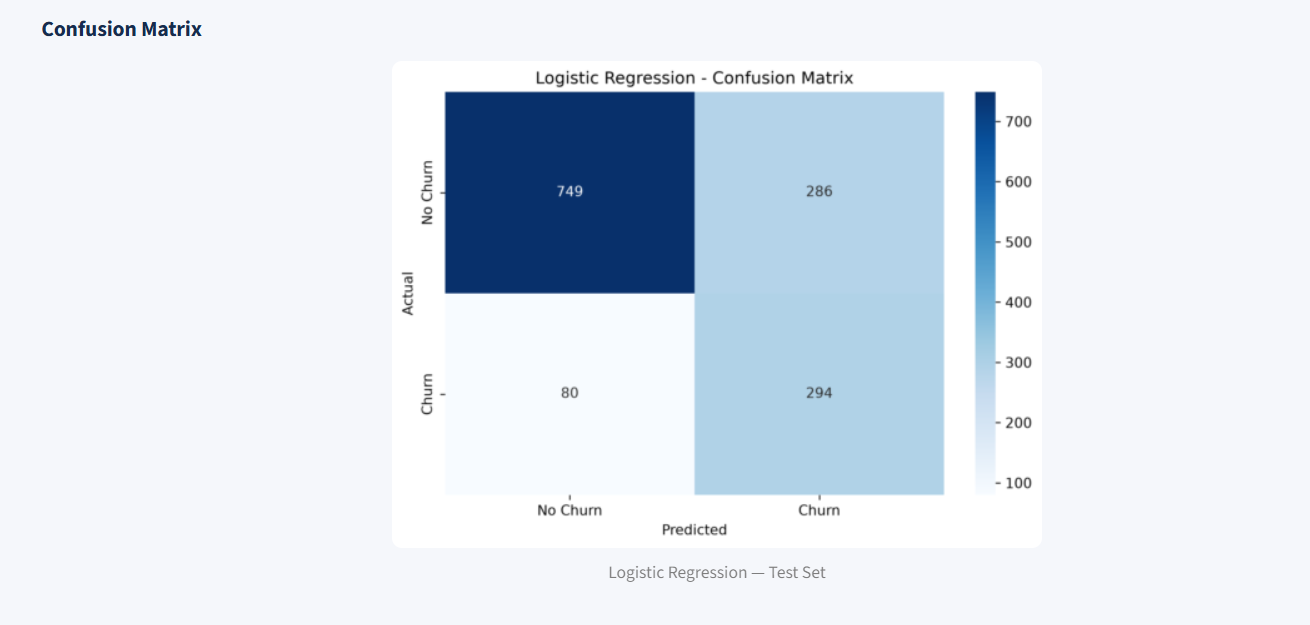 Confusion Matrix
Logistic Regression - Confusion Matrix
No Churn
749
286
700
600
500
400
300
200
100
Actual
Churn
80
294
No Churn
Churn
Predicted
Logistic Regression — Test Set